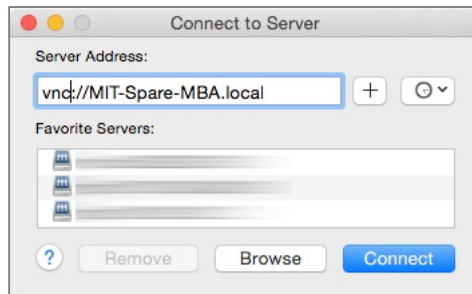 Connect to Server
Server Address:
vnc://MIT-Spare-MBA.local
+
Favorite Servers:
? Remove Browse Connect